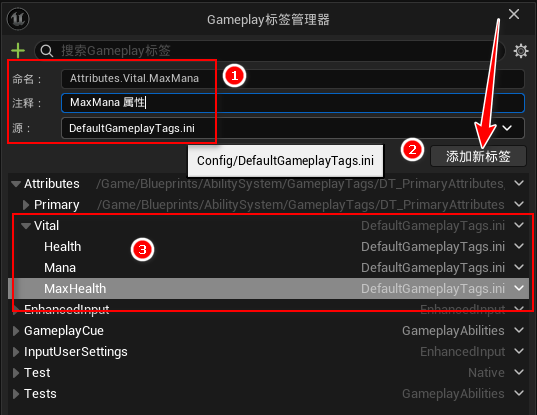 Gameplay标签管理器
搜索Gameplay标签
命名： Attributes.Vital.MaxMana
1
注释： MaxMana 属性
源： DefaultGameplayTags.ini
2 添加新标签
Config/DefaultGameplayTags.ini
Attributes /Game/Blueprints/AbilitySystem/GameplayTags/DT_PrimaryAttributes
Primary /Game/Blueprints/AbilitySystem/GameplayTags/DT_PrimaryAttributes
Vital DefaultGameplayTags.ini
Health DefaultGameplayTags.ini
3
Mana DefaultGameplayTags.ini
MaxHealth DefaultGameplayTags.ini
EnhancedInput EnhancedInput
GameplayCue GameplayAbilities
InputUserSettings EnhancedInput
Test Native
Tests GameplayAbilities